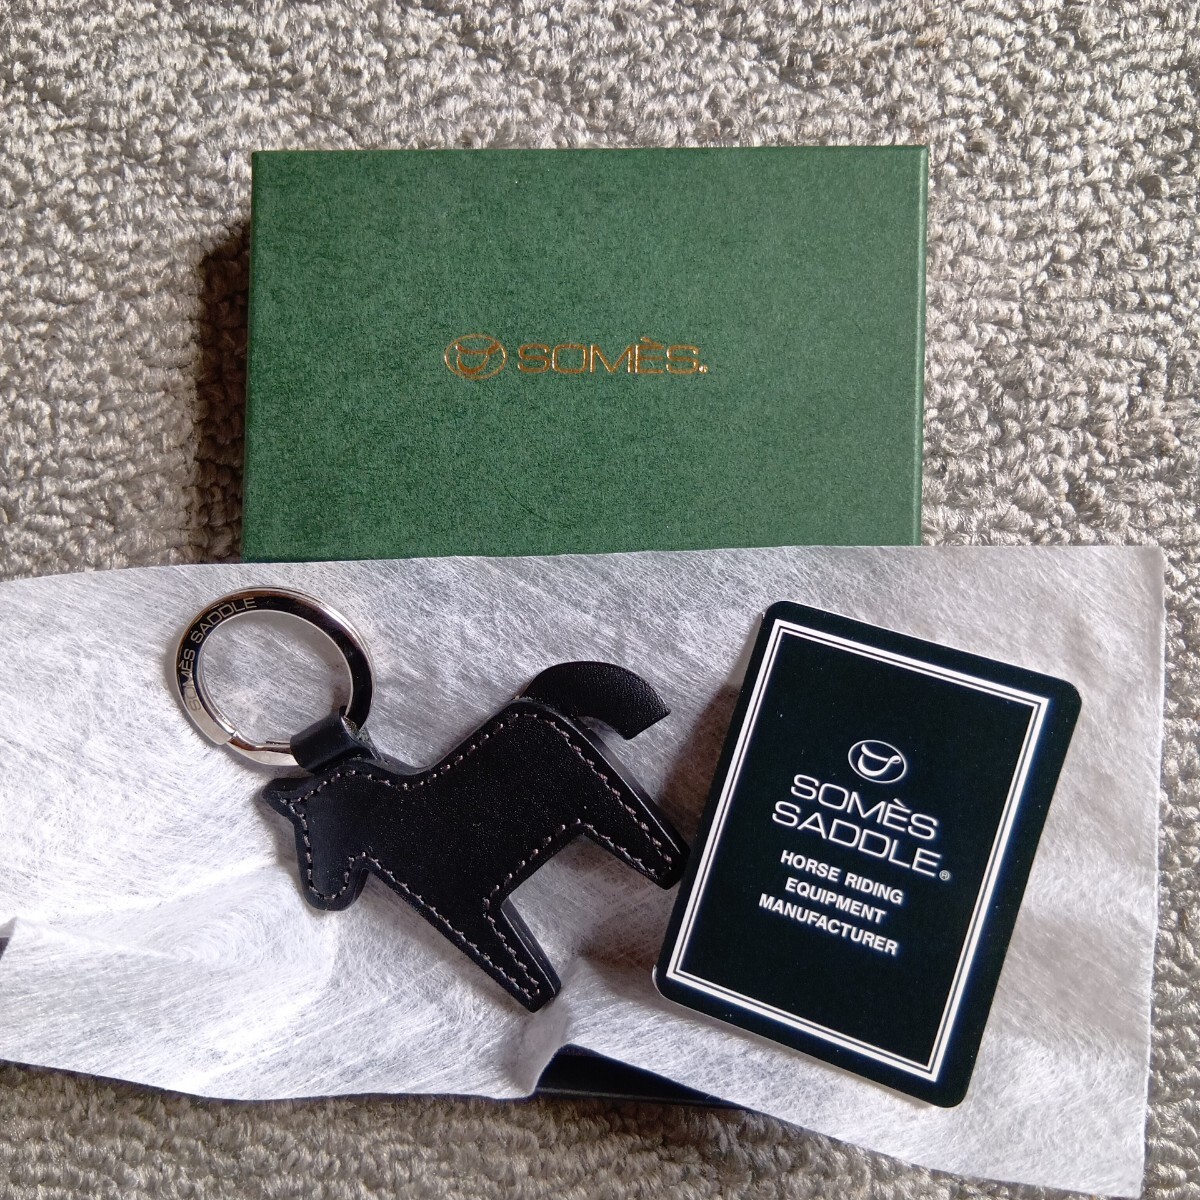 SOMÈS®
SOMÈS SADDLE
SOMÈS
SADDLE®
HORSE RIDING
EQUIPMENT
MANUFACTURER